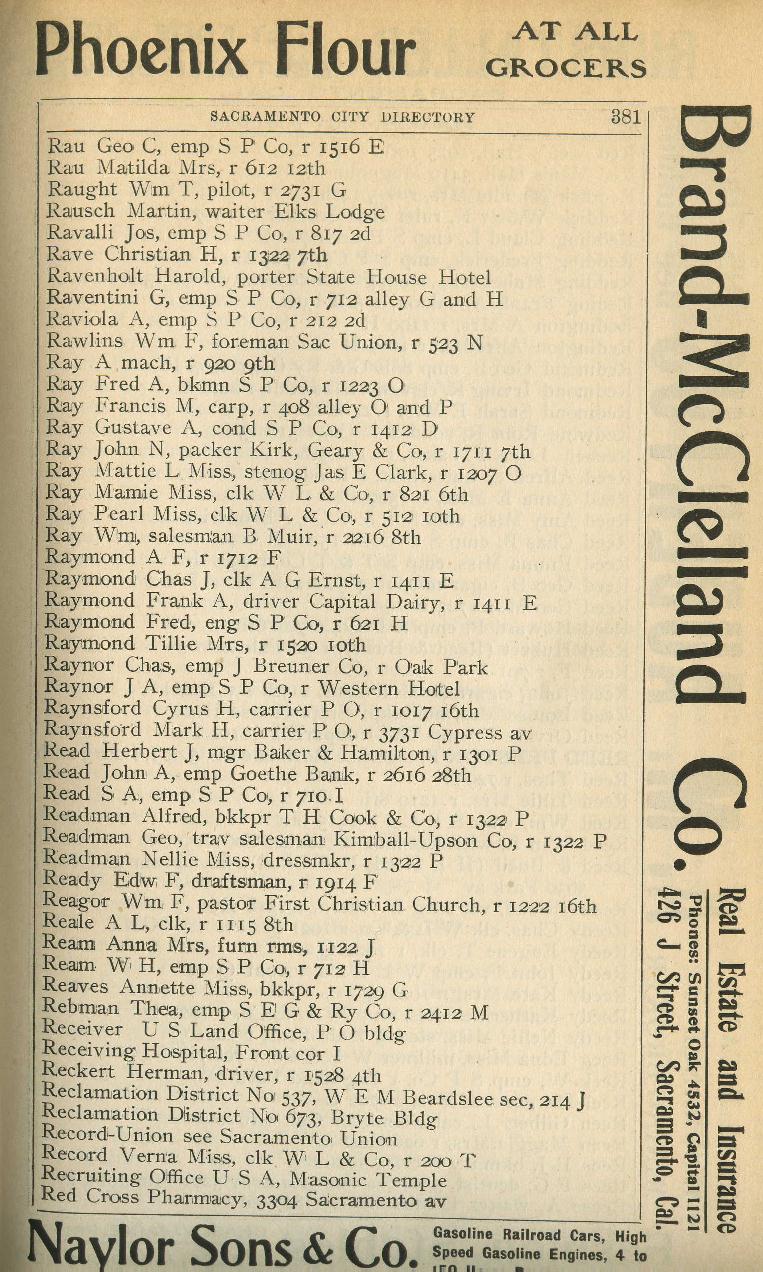 Phoenix Flour
AT ALL
GROCERS
SACRAMENTO CITY DIRECTORY 381
Rau Geo C, emp S P Co, r 1516 E
Rau Matilda Mrs, r 612 12th
Raught Wm T, pilot, r 2731 G
Rausch Martin, waiter Elks Lodge
Ravalli Jos, emp S P Co, r 817 2d
Rave Christian H, r 1322 7th
Ravenholt Harold, porter State House Hotel
Raventini G, emp S P Co, r 712 alley G and H
Raviola A, emp S P Co, r 212 2d
Rawlins Wm F, foreman Sac Union, r 523 N
Ray A mach, r 920 9th
Ray Fred A, bkmn S P Co, r 1223 O
Ray Francis M, carp, r 408 alley O and P
Ray Gustave A, cond S P Co, r 1412 D
Ray John N, packer Kirk, Geary & Co, r 1711 7th
Ray Mattie L Miss, stenog Jas E Clark, r 1207 O
Ray Mamie Miss, clk W L & Co, r 821 6th
Ray Pearl Miss, clk W L & Co, r 512 10th
Ray Wm, salesman B Muir, r 2216 8th
Raymond A F, r 1712 F
Raymond Chas J, clk A G Ernst, r 1411 E
Raymond Frank A, driver Capital Dairy, r 1411 E
Raymond Fred, eng S P Co, r 621 H
Raymond Tillie Mrs, r 1520 10th
Raynor Chas, emp J Breuner Co, r Oak Park
Raynor J A, emp S P Co, r Western Hotel
Raynsford Cyrus H, carrier P O, r 1017 16th
Raynsford Mark H, carrier P O, r 3731 Cypress av
Read Herbert J, mgr Baker & Hamilton, r 1301 P
Read John A, emp Goethe Bank, r 2616 28th
Read S A, emp S P Co, r 710 I
Readman Alfred, bkkpr T H Cook & Co, r 1322 P
Readman Geo, trav salesman Kimball-Upson Co, r 1322 P
Readman Nellie Miss, dressmkr, r 1322 P
Ready Edw F, draftsman, r 1914 F
Reagor Wm F, pastor First Christian Church, r 1222 16th
Reale A L, clk, r 1115 8th
Ream Anna Mrs, furn rms, 1122 J
Ream W H, emp S P Co, r 712 H
Reaves Annette Miss, bkkpr, r 1729 G
Rebman Thea, emp S E G & Ry Co, r 2412 M
Receiver U S Land Office, P O bldg
Receiving Hospital, Front cor I
Reckert Herman, driver, r 1528 4th
Reclamation District No 537, W E M Beardslee sec, 214 J
Reclamation District No 673, Bryte Bldg
Record-Union see Sacramento Union
Record Verna Miss, clk W L & Co, r 200 T
Recruiting Office U S A, Masonic Temple
Red Cross Pharmacy, 3304 Sacramento av
Brand-McClelland Co.
Real Estate and Insurance
Phones: Sunset Oak 4532, Capital 1121
426 J Street, Sacramento, Cal.
Naylor Sons & Co.
Gasoline Railroad Cars, High
Speed Gasoline Engines, 4 to